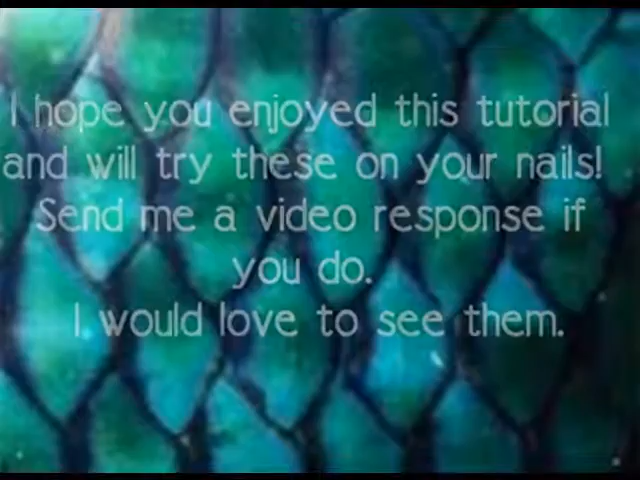 I hope you enjoyed this tutorial
and will try these on your nails!
Send me a video response if
you do.
I would love to see them.